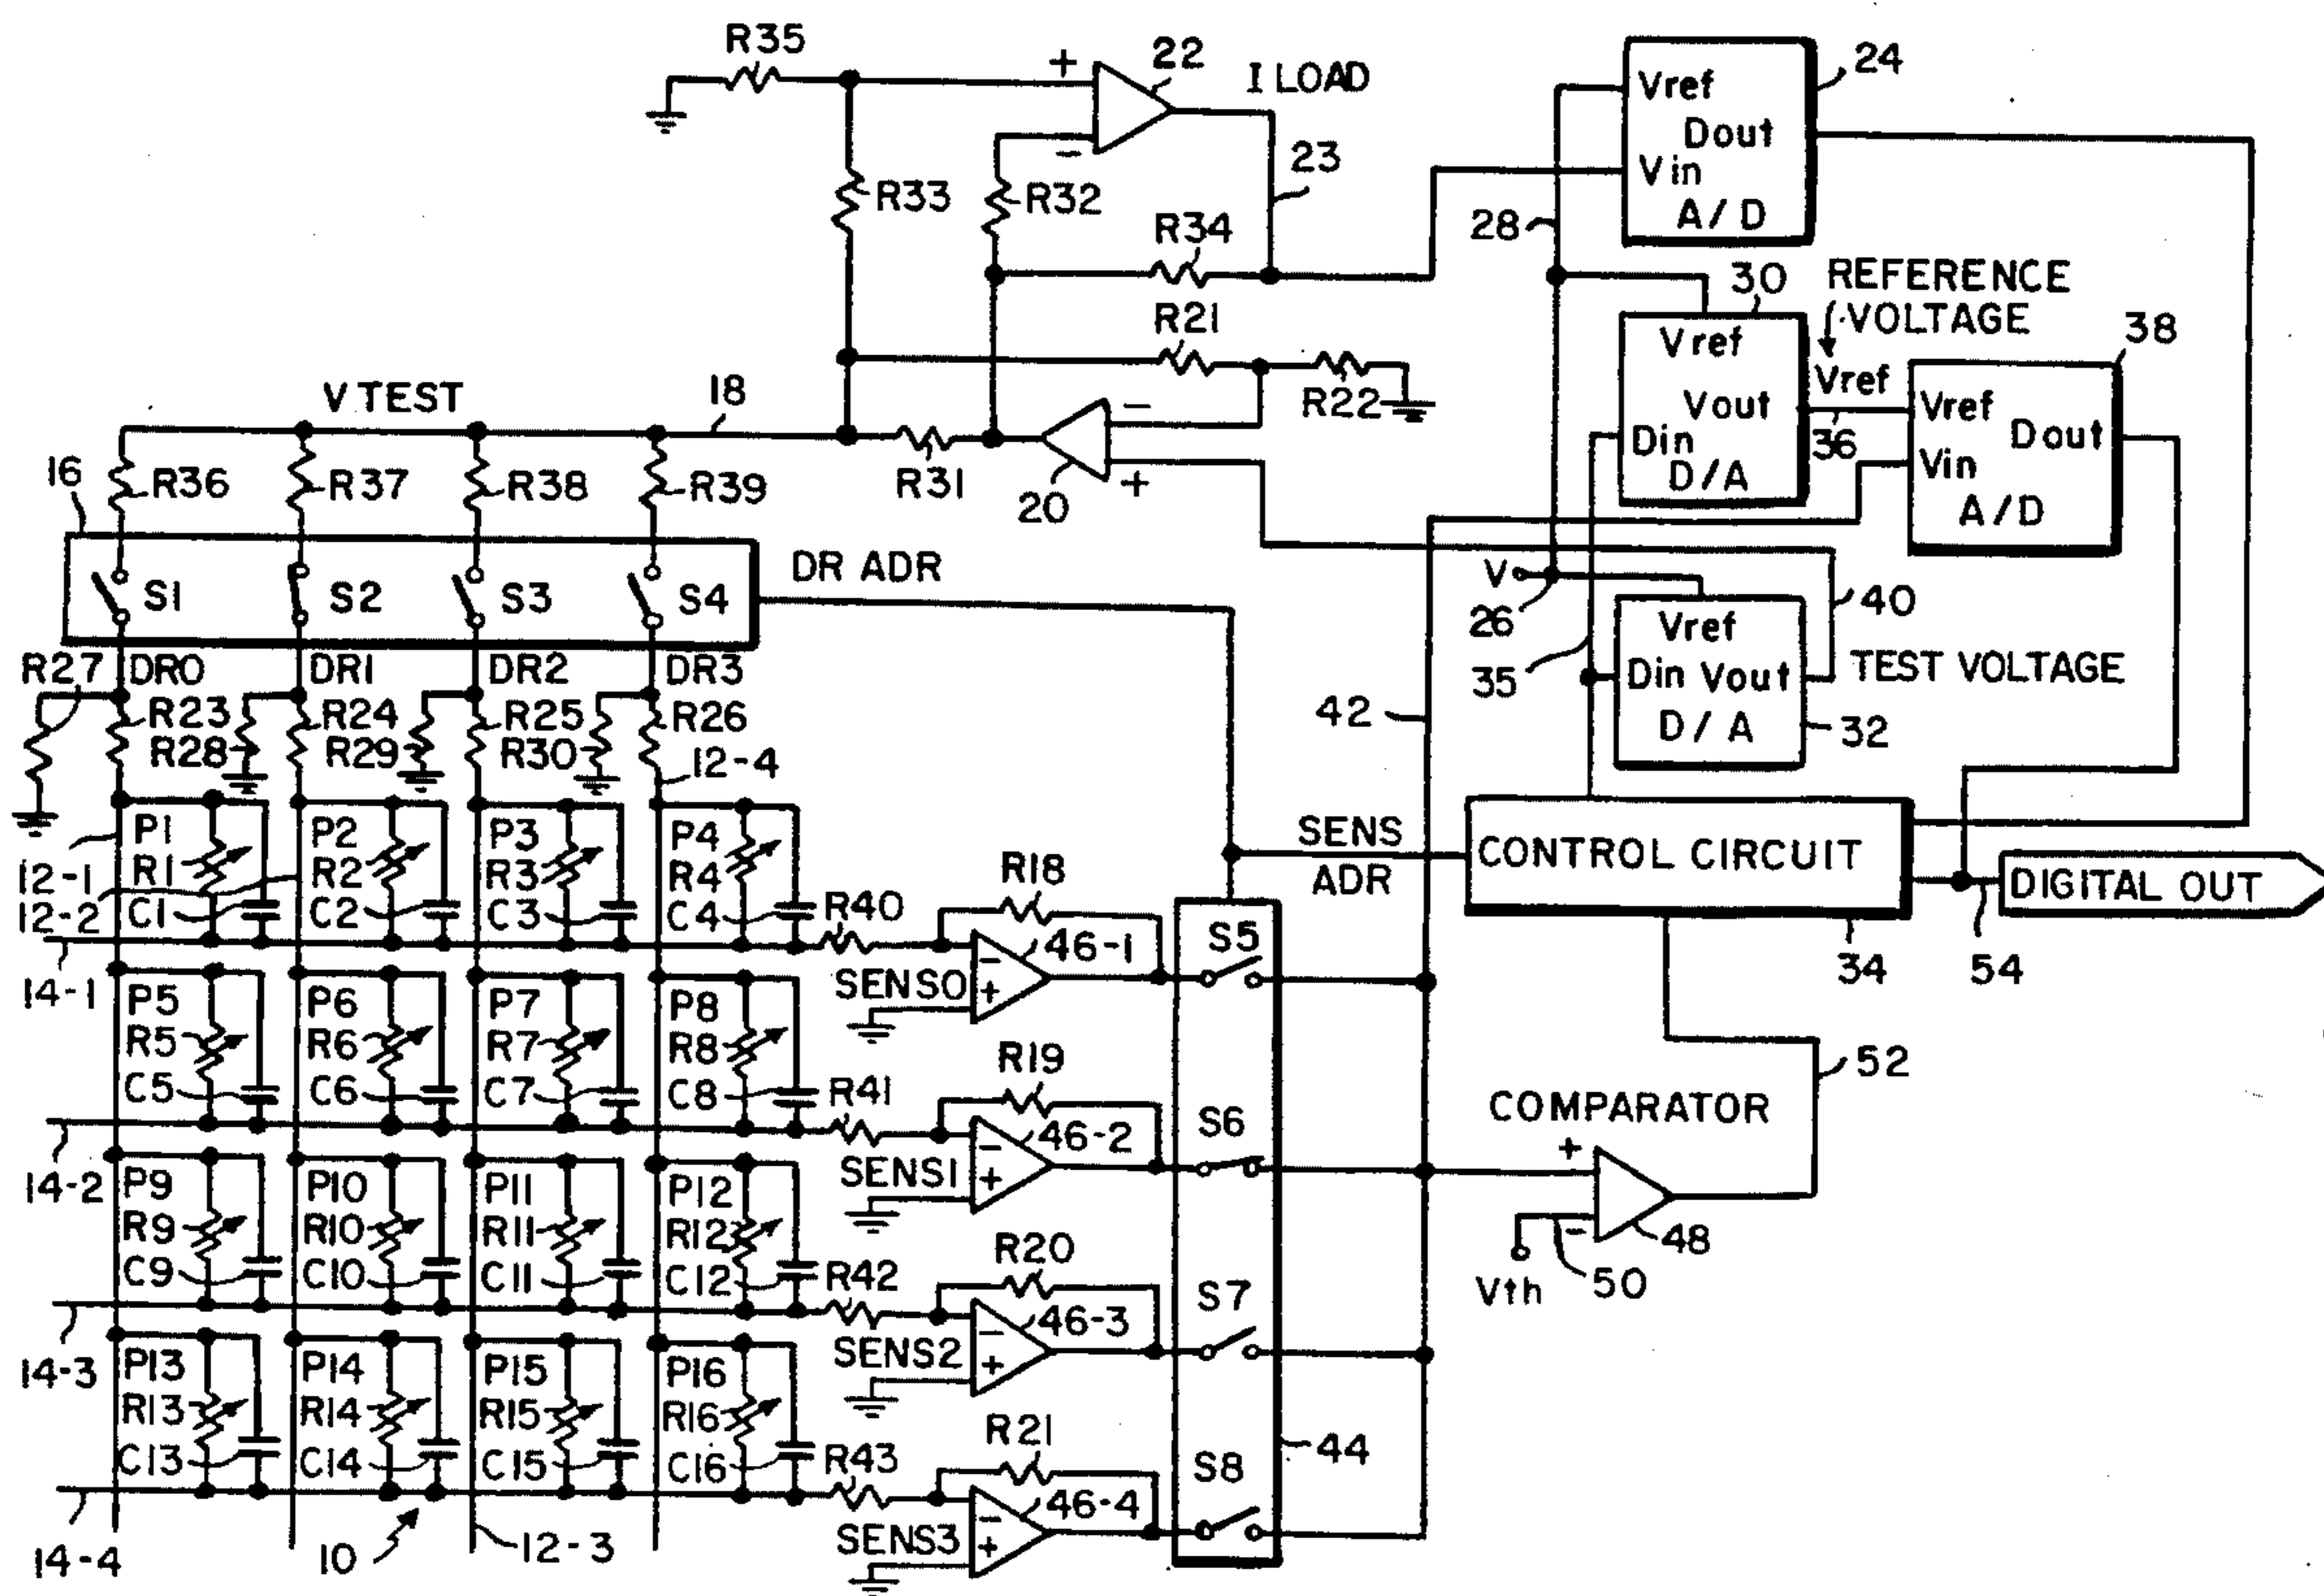 R35
+
22
I LOAD
24
Vref
Dout
Vin
A/D
-
23
R33
R32
R34
28
30
REFERENCE
VOLTAGE
38
R21
Vref
Vout
Din
D/A
Vref
36
Vref
Vin
Dout
A/D
R22
V TEST
18
-
+
R31
20
16
R36
R37
R38
R39
S1
S2
S3
S4
DR ADR
V
26
40
Vref
Din Vout
D/A
TEST VOLTAGE
35
32
42
R27
DR0
DR1
DR2
DR3
R23
R24
R25
R26
R28
R29
R30
12-4
P1
R1
C1
P2
R2
C2
P3
R3
C3
P4
R4
C4
12-1
12-2
14-1
R40
R18
46-1
SENS0
-
+
SENS
ADR
CONTROL CIRCUIT
DIGITAL OUT
34
54
S5
P5
R5
C5
P6
R6
C6
P7
R7
C7
P8
R8
C8
14-2
R41
R19
46-2
SENS1
-
+
S6
COMPARATOR
52
+
-
48
50
Vth
P9
R9
C9
P10
R10
C10
P11
R11
C11
P12
R12
C12
14-3
R42
R20
46-3
SENS2
-
+
S7
P13
R13
C13
P14
R14
C14
P15
R15
C15
P16
R16
C16
14-4
R43
R21
46-4
SENS3
-
+
S8
44
10
12-3